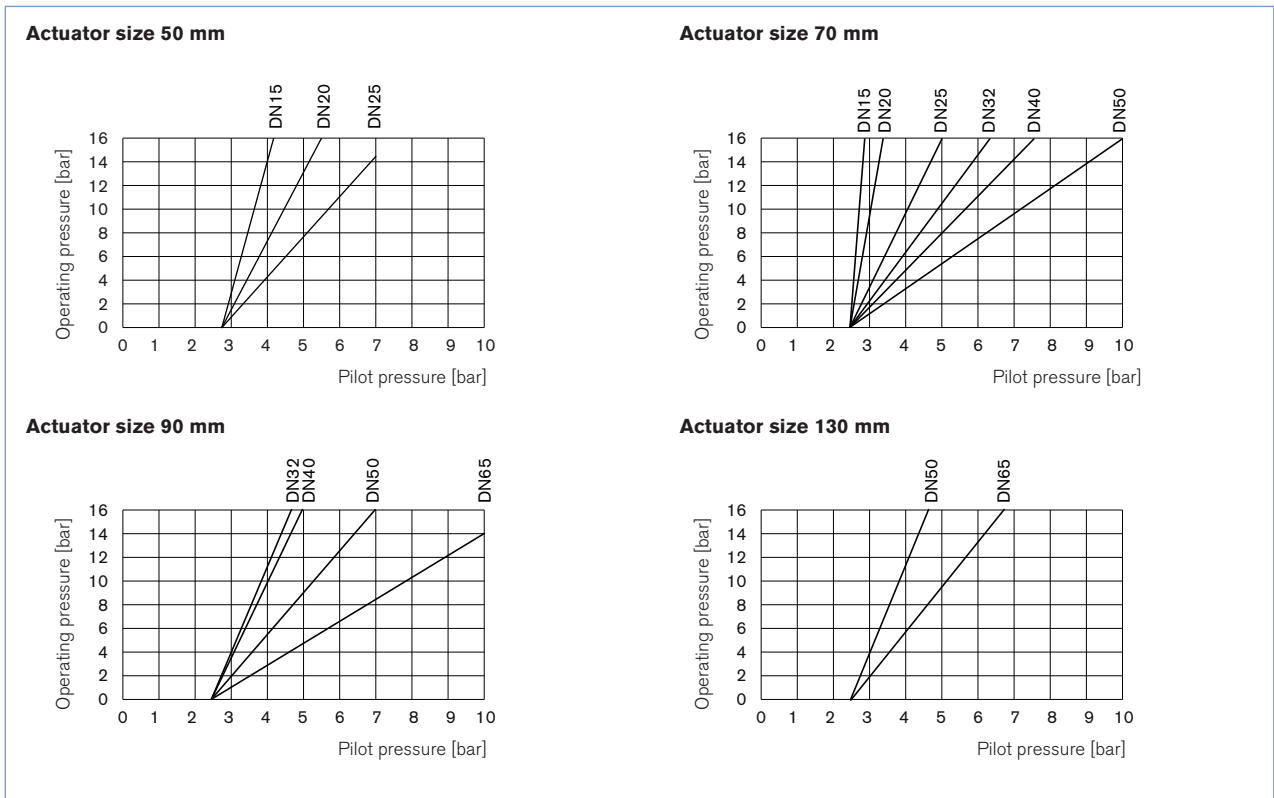 Actuator size 50 mm
DN15 DN20 DN25
16
14
12
10
8
6
4
2
0
Operating pressure [bar]
0 1 2 3 4 5 6 7 8 9 10
Pilot pressure [bar]
Actuator size 70 mm
DN15 DN20 DN25 DN32 DN40 DN50
16
14
12
10
8
6
4
2
0
Operating pressure [bar]
0 1 2 3 4 5 6 7 8 9 10
Pilot pressure [bar]
Actuator size 90 mm
DN32 DN40 DN50 DN65
16
14
12
10
8
6
4
2
0
Operating pressure [bar]
0 1 2 3 4 5 6 7 8 9 10
Pilot pressure [bar]
Actuator size 130 mm
DN50 DN65
16
14
12
10
8
6
4
2
0
Operating pressure [bar]
0 1 2 3 4 5 6 7 8 9 10
Pilot pressure [bar]